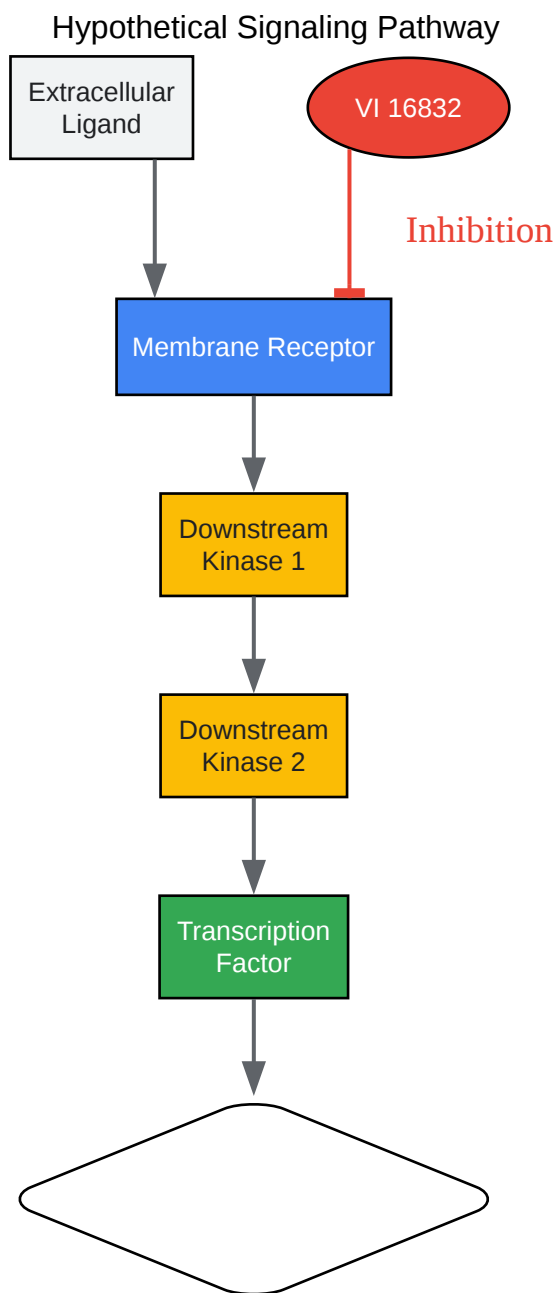 Hypothetical Signaling Pathway
Extracellular
Ligand
VI 16832
Inhibition
Membrane Receptor
Downstream
Kinase 1
Downstream
Kinase 2
Transcription
Factor